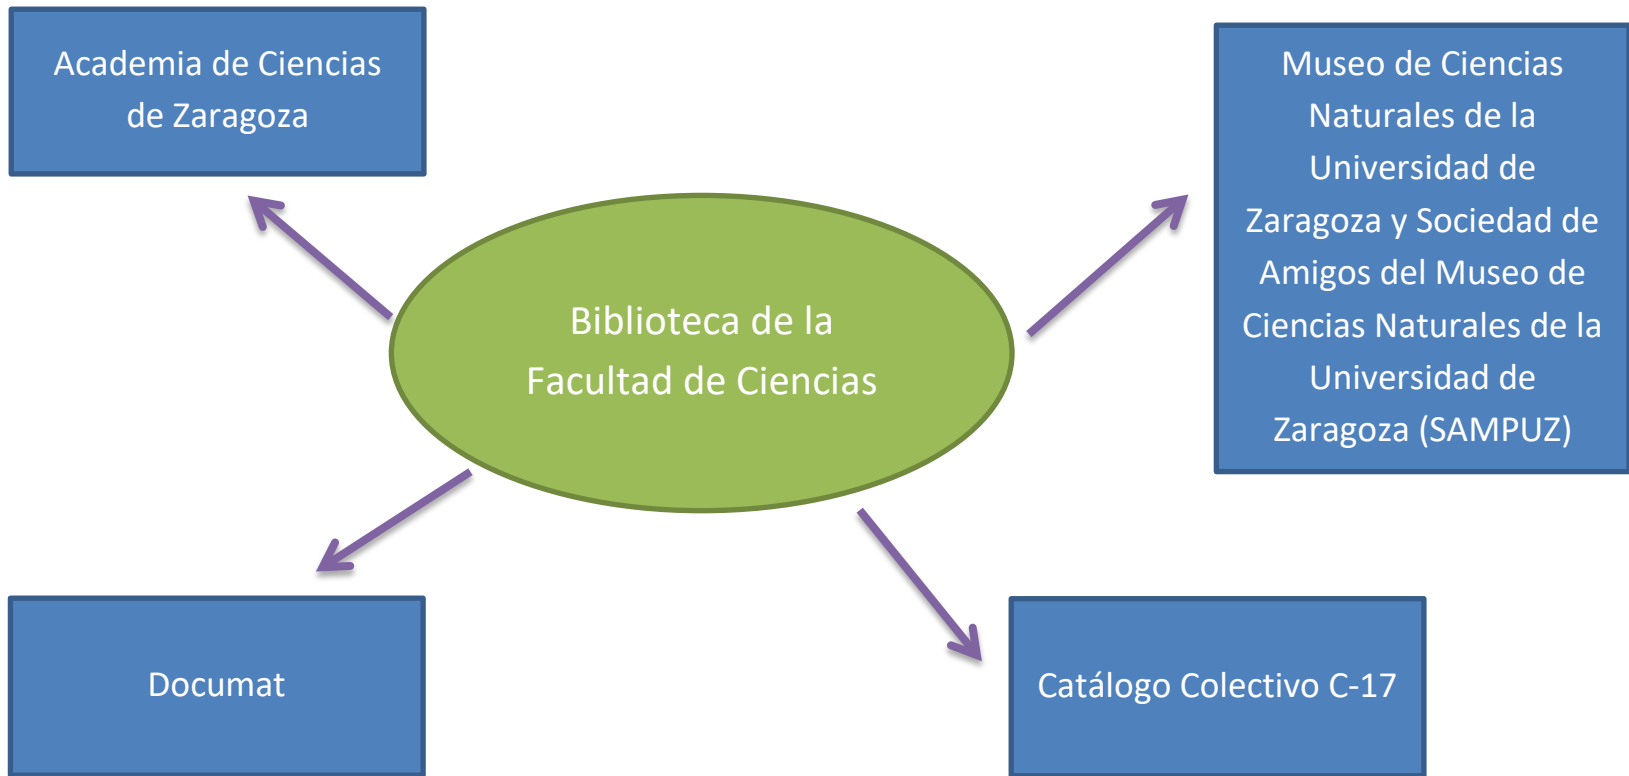 Academia de Ciencias
de Zaragoza
Museo de Ciencias
Naturales de la
Universidad de
Zaragoza y Sociedad de
Amigos del Museo de
Ciencias Naturales de la
Universidad de
Zaragoza (SAMPUZ)
Biblioteca de la
Facultad de Ciencias
Documat
Catálogo Colectivo C-17